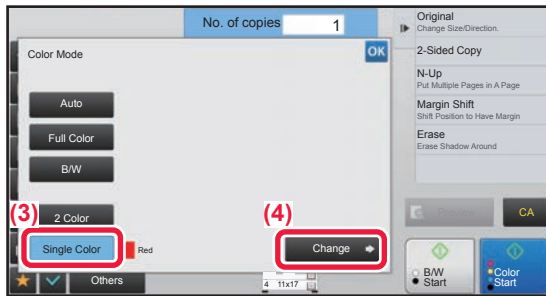 No. of copies 1
Original
Change Size/Direction.
2-Sided Copy
N-Up
Put Multiple Pages in A Page
Margin Shift
Shift Position to Have Margin
Erase
Erase Shadow Around
Color Mode
OK
Auto
Full Color
B/W
(3)
2 Color
(4)
Single Color
Red
Change
CA
Others
4 11x17
B/W
Start
Color
Start